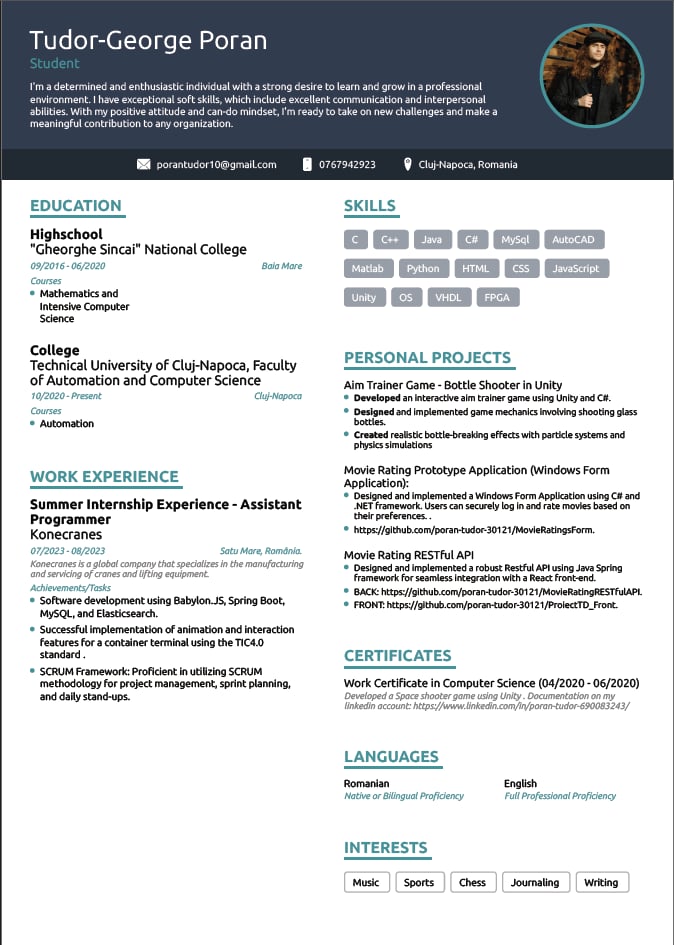 Tudor-George Poran
Student
I'm a determined and enthusiastic individual with a strong desire to learn and grow in a professional
environment. I have exceptional soft skills, which include excellent communication and interpersonal
abilities. With my positive attitude and can-do mindset, I'm ready to take on new challenges and make a
meaningful contribution to any organization.
porantudor10@gmail.com 0767942923 Cluj-Napoca, Romania
EDUCATION
Highschool
"Gheorghe Sincai" National College
09/2016 - 06/2020 Baia Mare
Courses
Mathematics and
Intensive Computer
Science
College
Technical University of Cluj-Napoca, Faculty
of Automation and Computer Science
10/2020 - Present Cluj-Napoca
Courses
Automation
WORK EXPERIENCE
Summer Internship Experience - Assistant
Programmer
Konecranes
07/2023 - 08/2023 Satu Mare, România.
Konecranes is a global company that specializes in the manufacturing
and servicing of cranes and lifting equipment.
Achievements/Tasks
Software development using Babylon.JS, Spring Boot,
MySQL, and Elasticsearch.
Successful implementation of animation and interaction
features for a container terminal using the TIC4.0
standard .
SCRUM Framework: Proficient in utilizing SCRUM
methodology for project management, sprint planning,
and daily stand-ups.
SKILLS
C C++ Java C# MySql AutoCAD
Matlab Python HTML CSS JavaScript
Unity OS VHDL FPGA
PERSONAL PROJECTS
Aim Trainer Game - Bottle Shooter in Unity
Developed an interactive aim trainer game using Unity and C#.
Designed and implemented game mechanics involving shooting glass
bottles.
Created realistic bottle-breaking effects with particle systems and
physics simulations
Movie Rating Prototype Application (Windows Form
Application):
Designed and implemented a Windows Form Application using C# and
.NET framework. Users can securely log in and rate movies based on
their preferences. .
https://github.com/poran-tudor-30121/MovieRatingsForm.
Movie Rating RESTful API
Designed and implemented a robust Restful API using Java Spring
framework for seamless integration with a React front-end.
BACK: https://github.com/poran-tudor-30121/MovieRatingRESTfulAPI.
FRONT: https://github.com/poran-tudor-30121/ProiectTD_Front.
CERTIFICATES
Work Certificate in Computer Science (04/2020 - 06/2020)
Developed a Space shooter game using Unity . Documentation on my
linkedin account: https://www.linkedin.com/in/poran-tudor-690083243/
LANGUAGES
Romanian English
Native or Bilingual Proficiency Full Professional Proficiency
INTERESTS
Music Sports Chess Journaling Writing